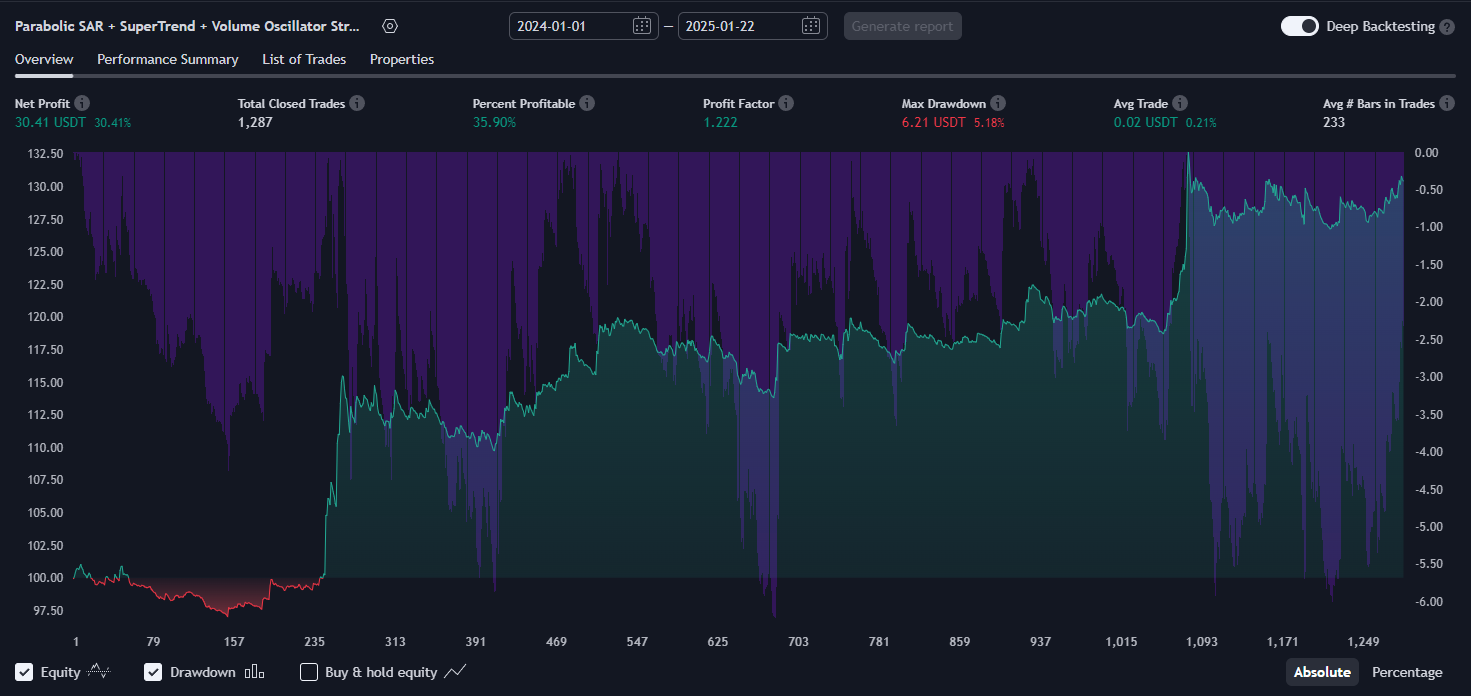 Parabolic SAR + SuperTrend + Volume Oscillator Str... 2024-01-01 — 2025-01-22 Generate report Deep Backtesting ?
Overview Performance Summary List of Trades Properties
Net Profit Total Closed Trades Percent Profitable Profit Factor Max Drawdown Avg Trade Avg # Bars in Trades
30.41 USDT 30.41% 1,287 35.90% 1.222 6.21 USDT 5.18% 0.02 USDT 0.21% 233
132.50 0.00
130.00 -0.50
127.50 -1.00
125.00 -1.50
122.50 -2.00
120.00 -2.50
117.50 -3.00
115.00 -3.50
112.50 -4.00
110.00 -4.50
107.50 -5.00
105.00 -5.50
102.50 -6.00
100.00
97.50
1 79 157 235 313 391 469 547 625 703 781 859 937 1,015 1,093 1,171 1,249
Equity Drawdown Buy & hold equity Absolute Percentage